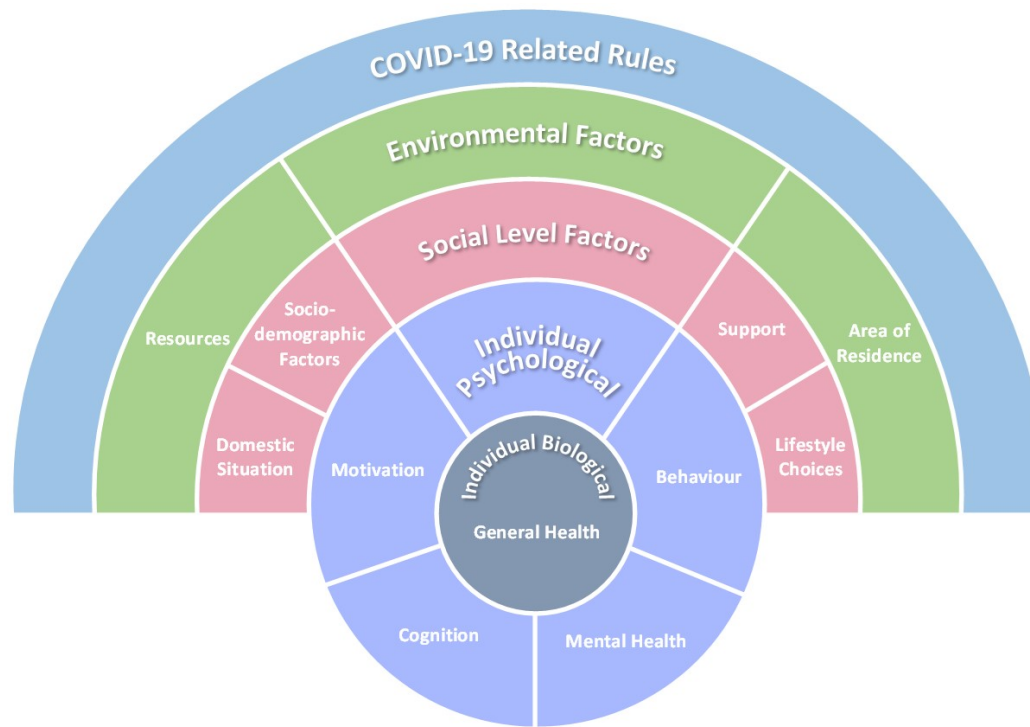 COVID-19 Related Rules
Environmental Factors
Social Level Factors
Individual
Psychological
Individual Biological
General Health
Resources
Socio-
demographic
Factors
Domestic
Situation
Motivation
Support
Area of
Residence
Lifestyle
Choices
Behaviour
Cognition
Mental Health